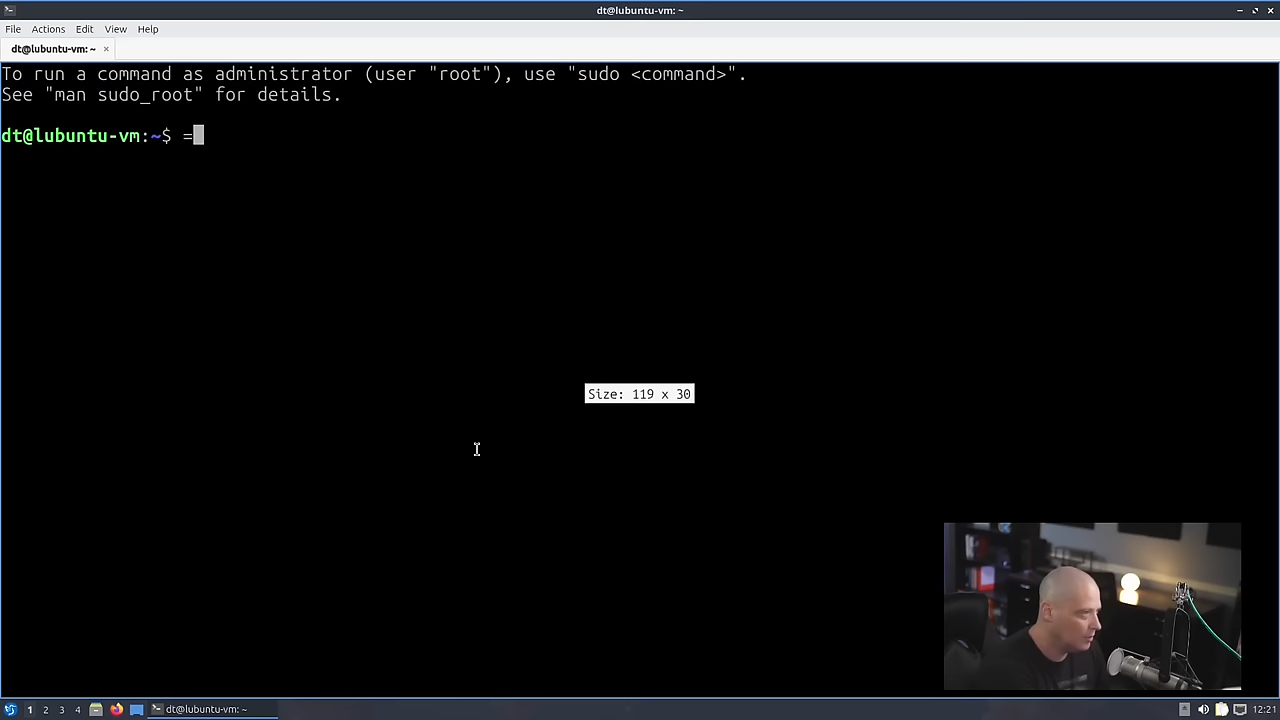 dt@lubuntu-vm: ~
File Actions Edit View Help
dt@lubuntu-vm: ~
To run a command as administrator (user "root"), use "sudo <command>".
See "man sudo_root" for details.
dt@lubuntu-vm:~$ =
Size: 119 x 30
1 2 3 4 dt@lubuntu-vm: ~ 12:21